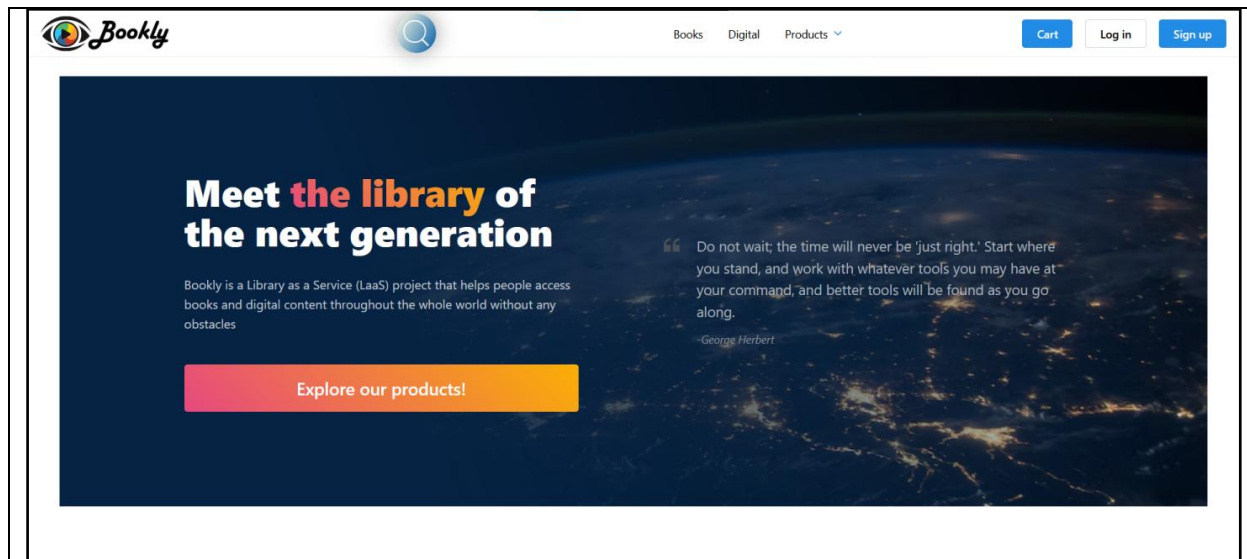 Bookly
Books Digital Products
Cart Log in Sign up
Meet the library of
the next generation
Bookly is a Library as a Service (LaaS) project that helps people access
books and digital content throughout the whole world without any
obstacles
Explore our products!
“ Do not wait; the time will never be 'just right.' Start where
you stand, and work with whatever tools you may have at
your command, and better tools will be found as you go
along.
-George Herbert